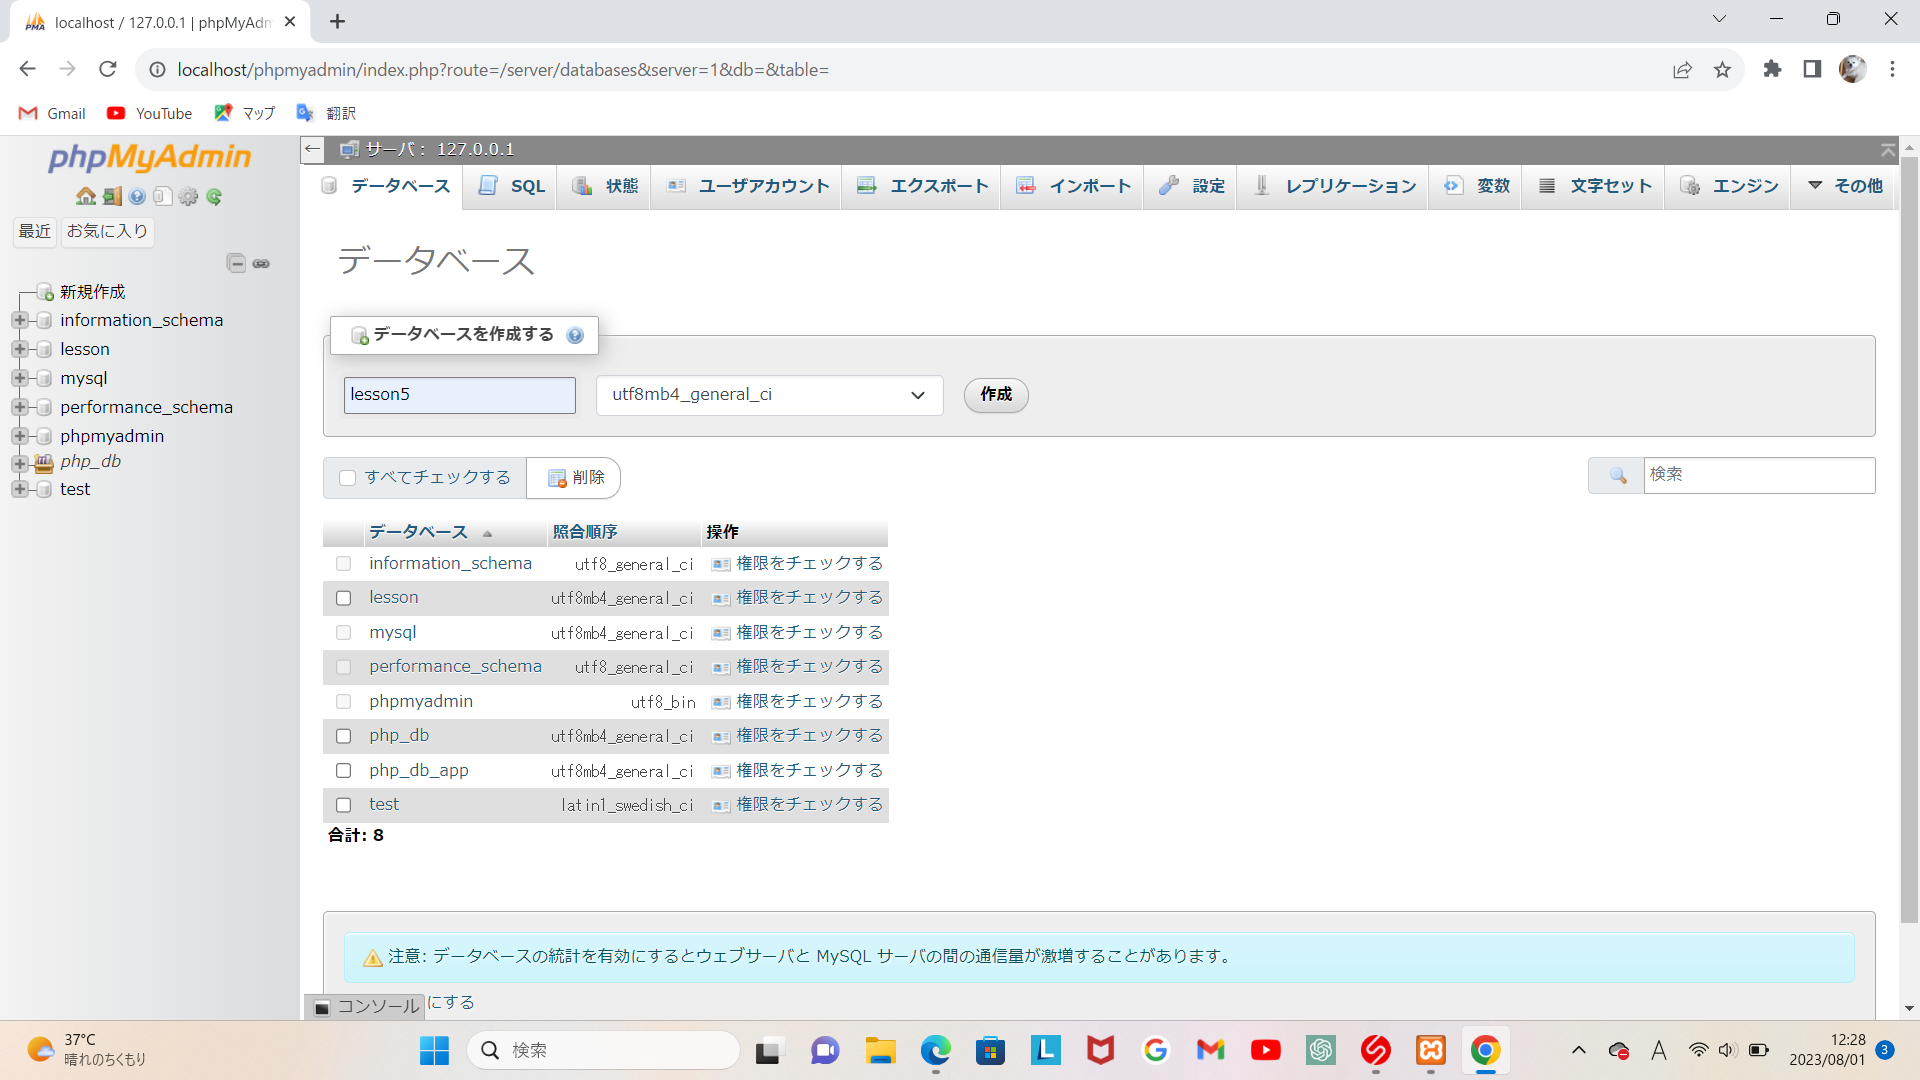 localhost / 127.0.0.1 | phpMyAdm
localhost/phpmyadmin/index.php?route=/server/databases&server=1&db=&table=
Gmail YouTube マップ 翻訳
phpMyAdmin
サーバ： 127.0.0.1
データベース SQL 状態 ユーザアカウント エクスポート インポート 設定 レプリケーション 変数 文字セット エンジン その他
最近 お気に入り
新規作成
information_schema
lesson
mysql
performance_schema
phpmyadmin
php_db
test
データベース
データベースを作成する
lesson5 utf8mb4_general_ci 作成
すべてチェックする 削除 検索
データベース 照合順序 操作
information_schema utf8_general_ci 権限をチェックする
lesson utf8mb4_general_ci 権限をチェックする
mysql utf8mb4_general_ci 権限をチェックする
performance_schema utf8_general_ci 権限をチェックする
phpmyadmin utf8_bin 権限をチェックする
php_db utf8mb4_general_ci 権限をチェックする
php_db_app utf8mb4_general_ci 権限をチェックする
test latin1_swedish_ci 権限をチェックする
合計: 8
注意: データベースの統計を有効にするとウェブサーバと MySQL サーバの間の通信量が激増することがあります。
コンソール にする
37°C
晴れのちくもり
検索
A
12:28
2023/08/01
3